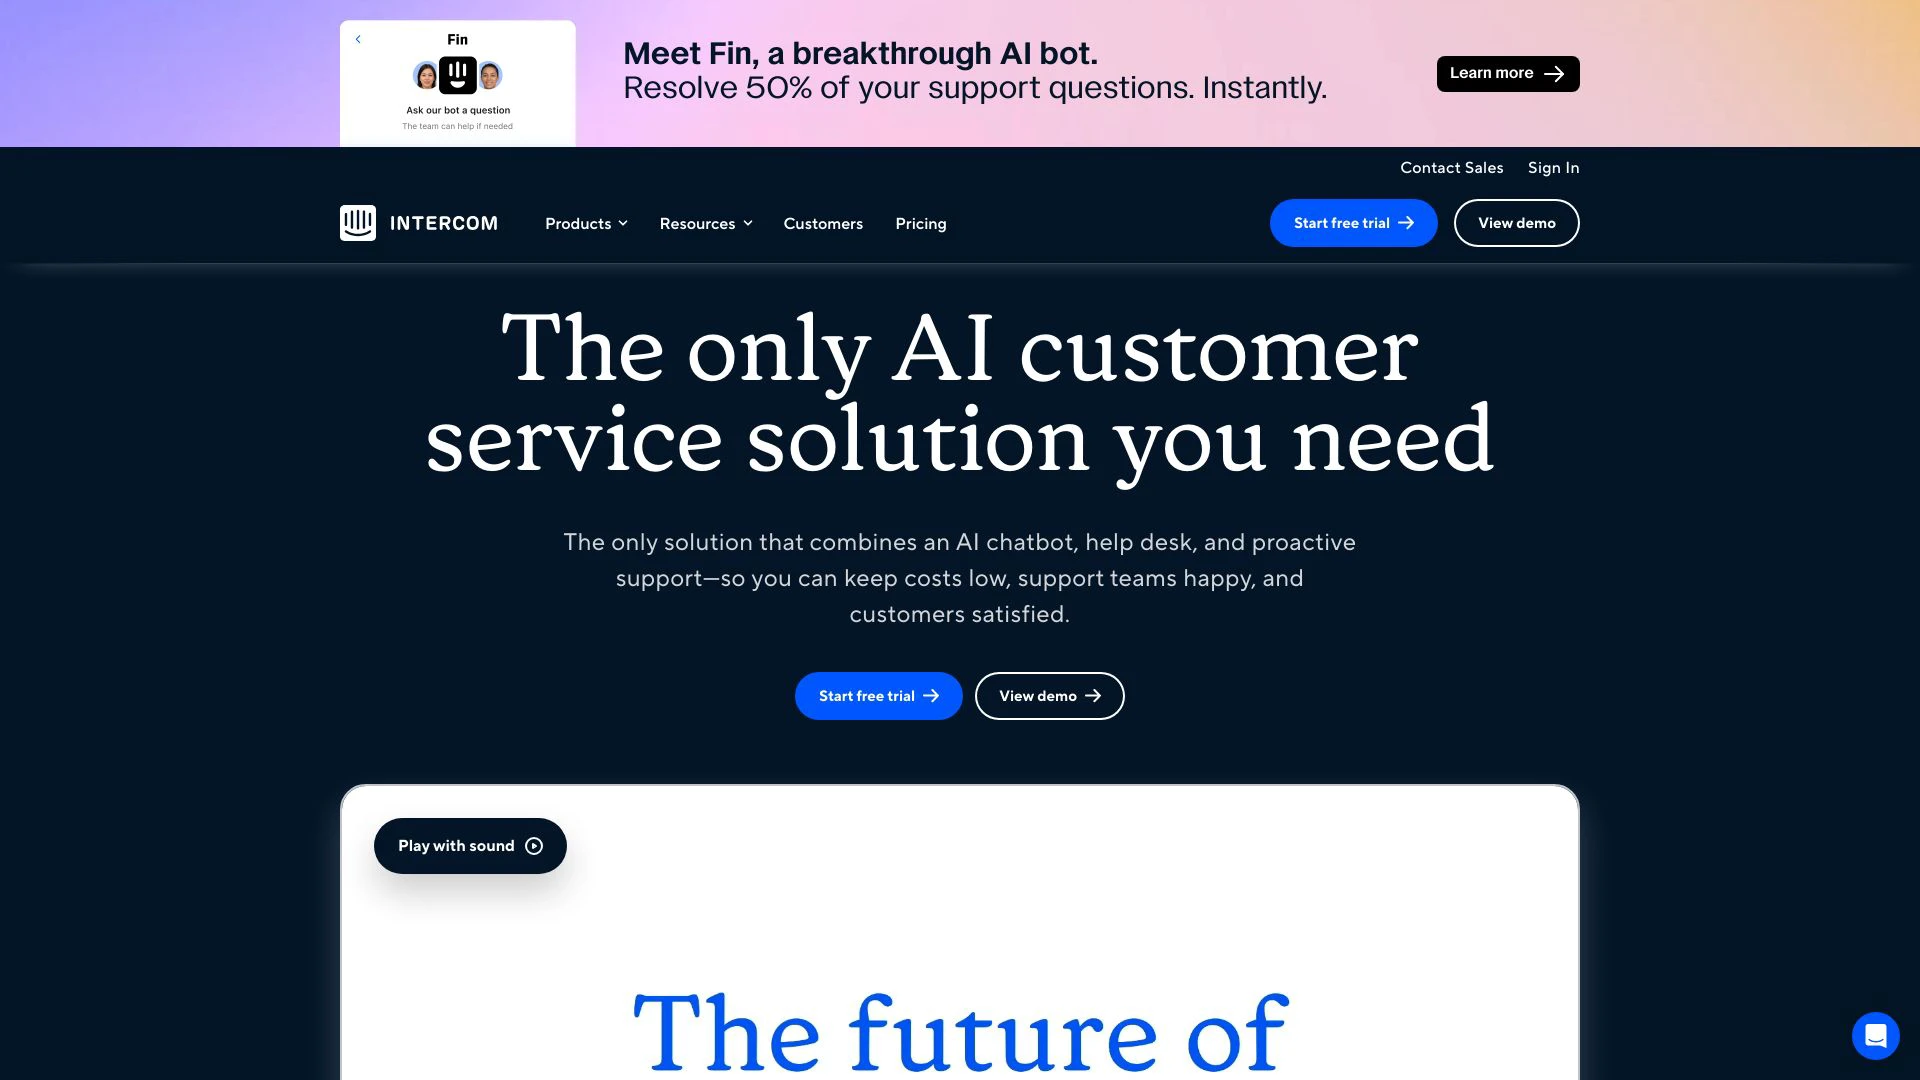 Fin
Ask our bot a question
The team can help if needed
Meet Fin, a breakthrough AI bot.
Resolve 50% of your support questions. Instantly.
Learn more
Contact Sales
Sign In
INTERCOM
Products
Resources
Customers
Pricing
Start free trial
View demo
The only AI customer
service solution you need
The only solution that combines an AI chatbot, help desk, and proactive
support—so you can keep costs low, support teams happy, and
customers satisfied.
Start free trial
View demo
Play with sound
The future of